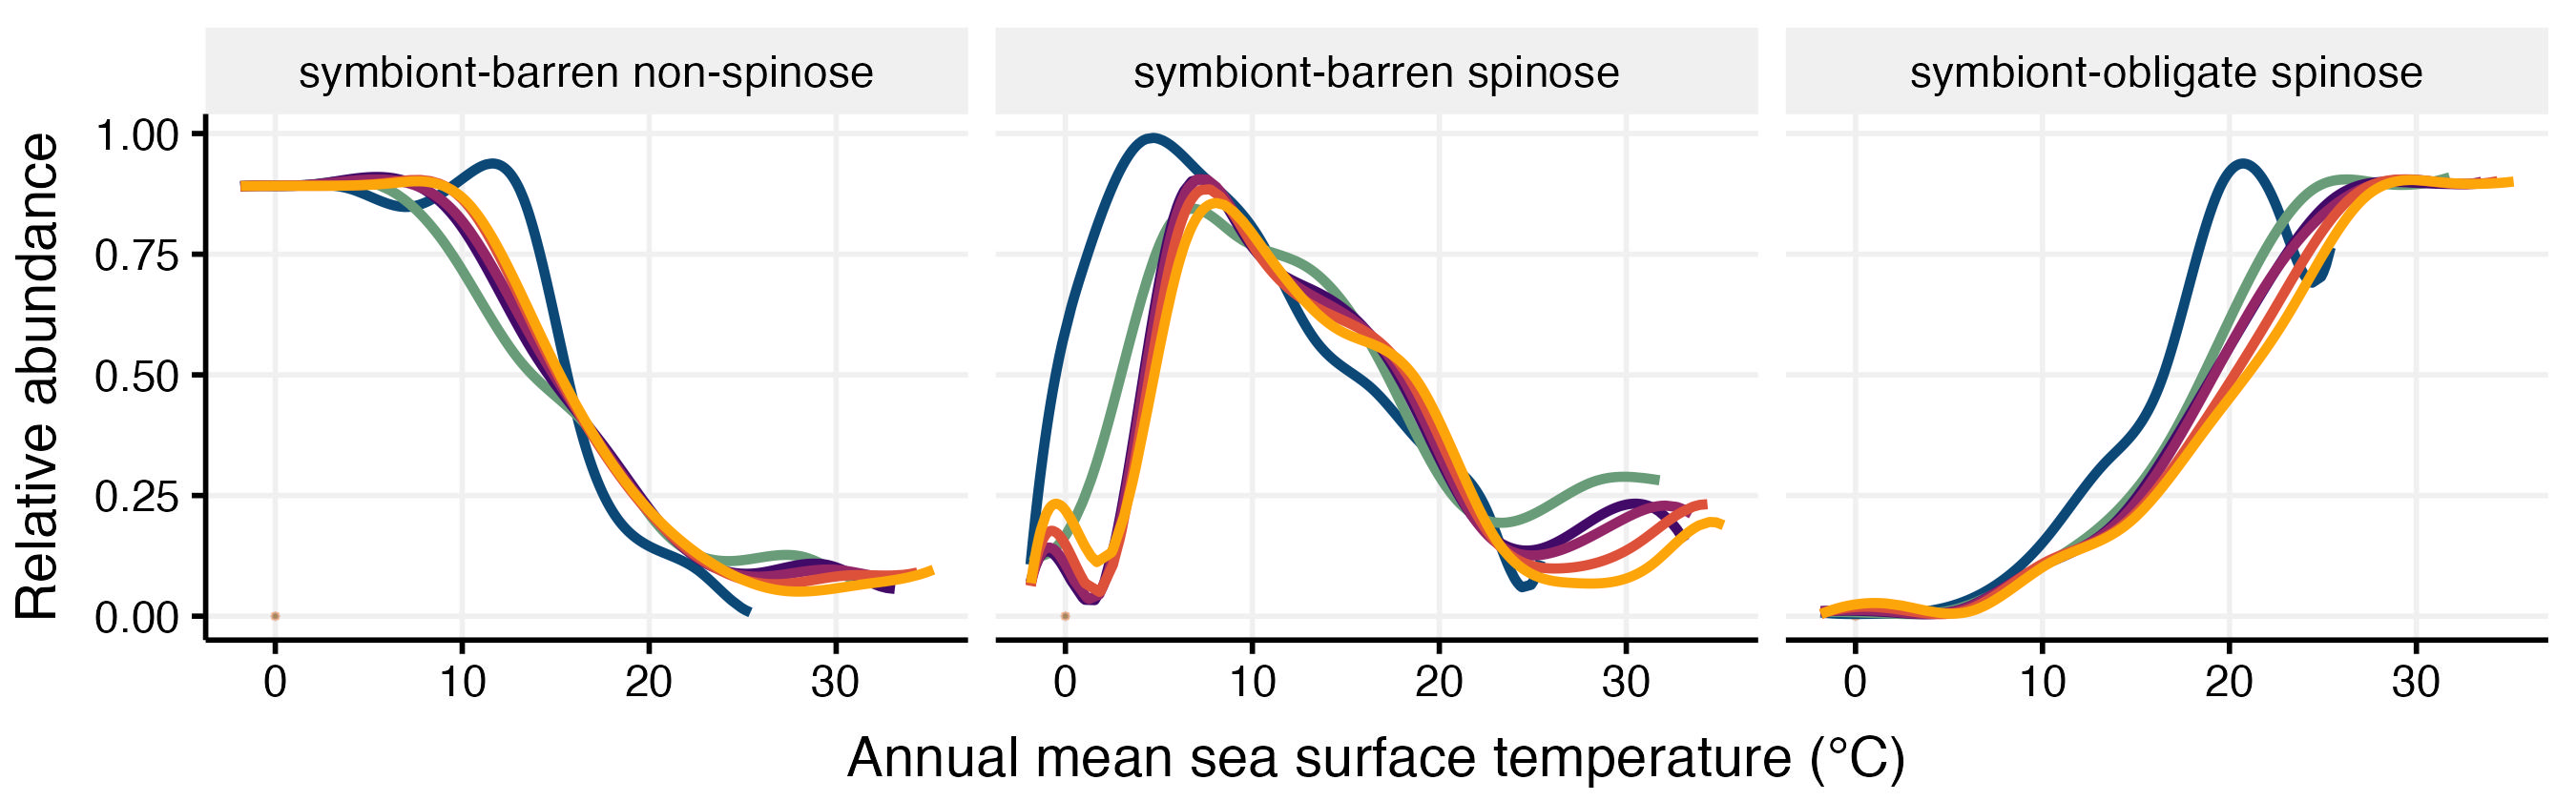 symbiont-barren non-spinose
symbiont-barren spinose
symbiont-obligate spinose
Relative abundance
1.00
0.75
0.50
0.25
0.00
0 10 20 30
0 10 20 30
0 10 20 30
Annual mean sea surface temperature (°C)